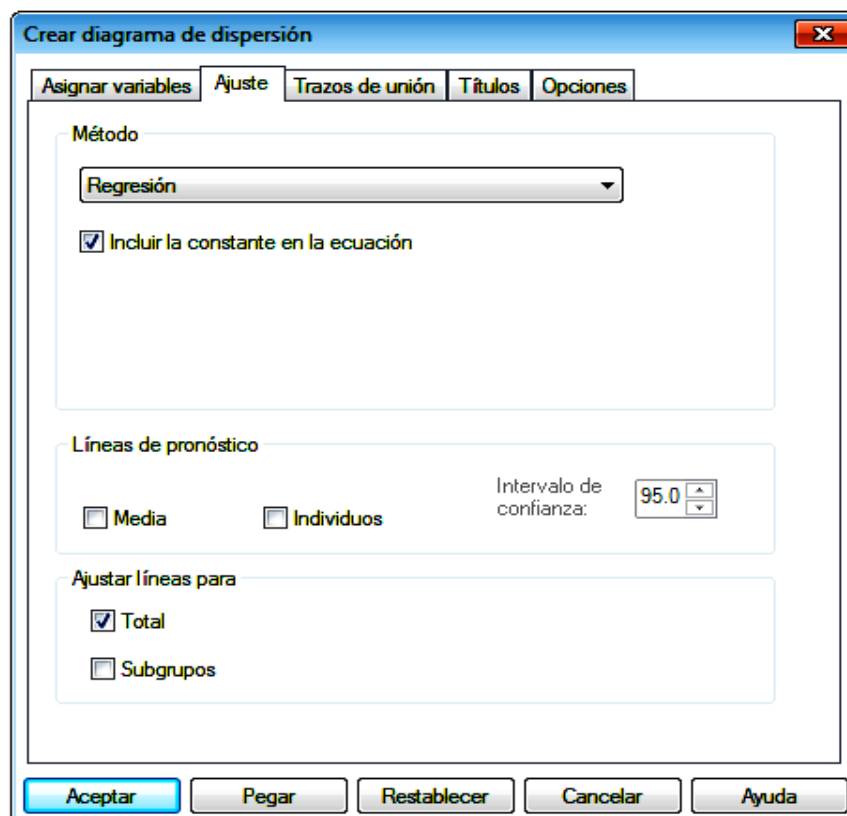 Crear diagrama de dispersión
Asignar variables Ajuste Trazos de unión Títulos Opciones
Método
Regresión
Incluir la constante en la ecuación
Líneas de pronóstico
Media Individuos Intervalo de confianza: 95.0
Ajustar líneas para
Total
Subgrupos
Aceptar Pegar Restablecer Cancelar Ayuda